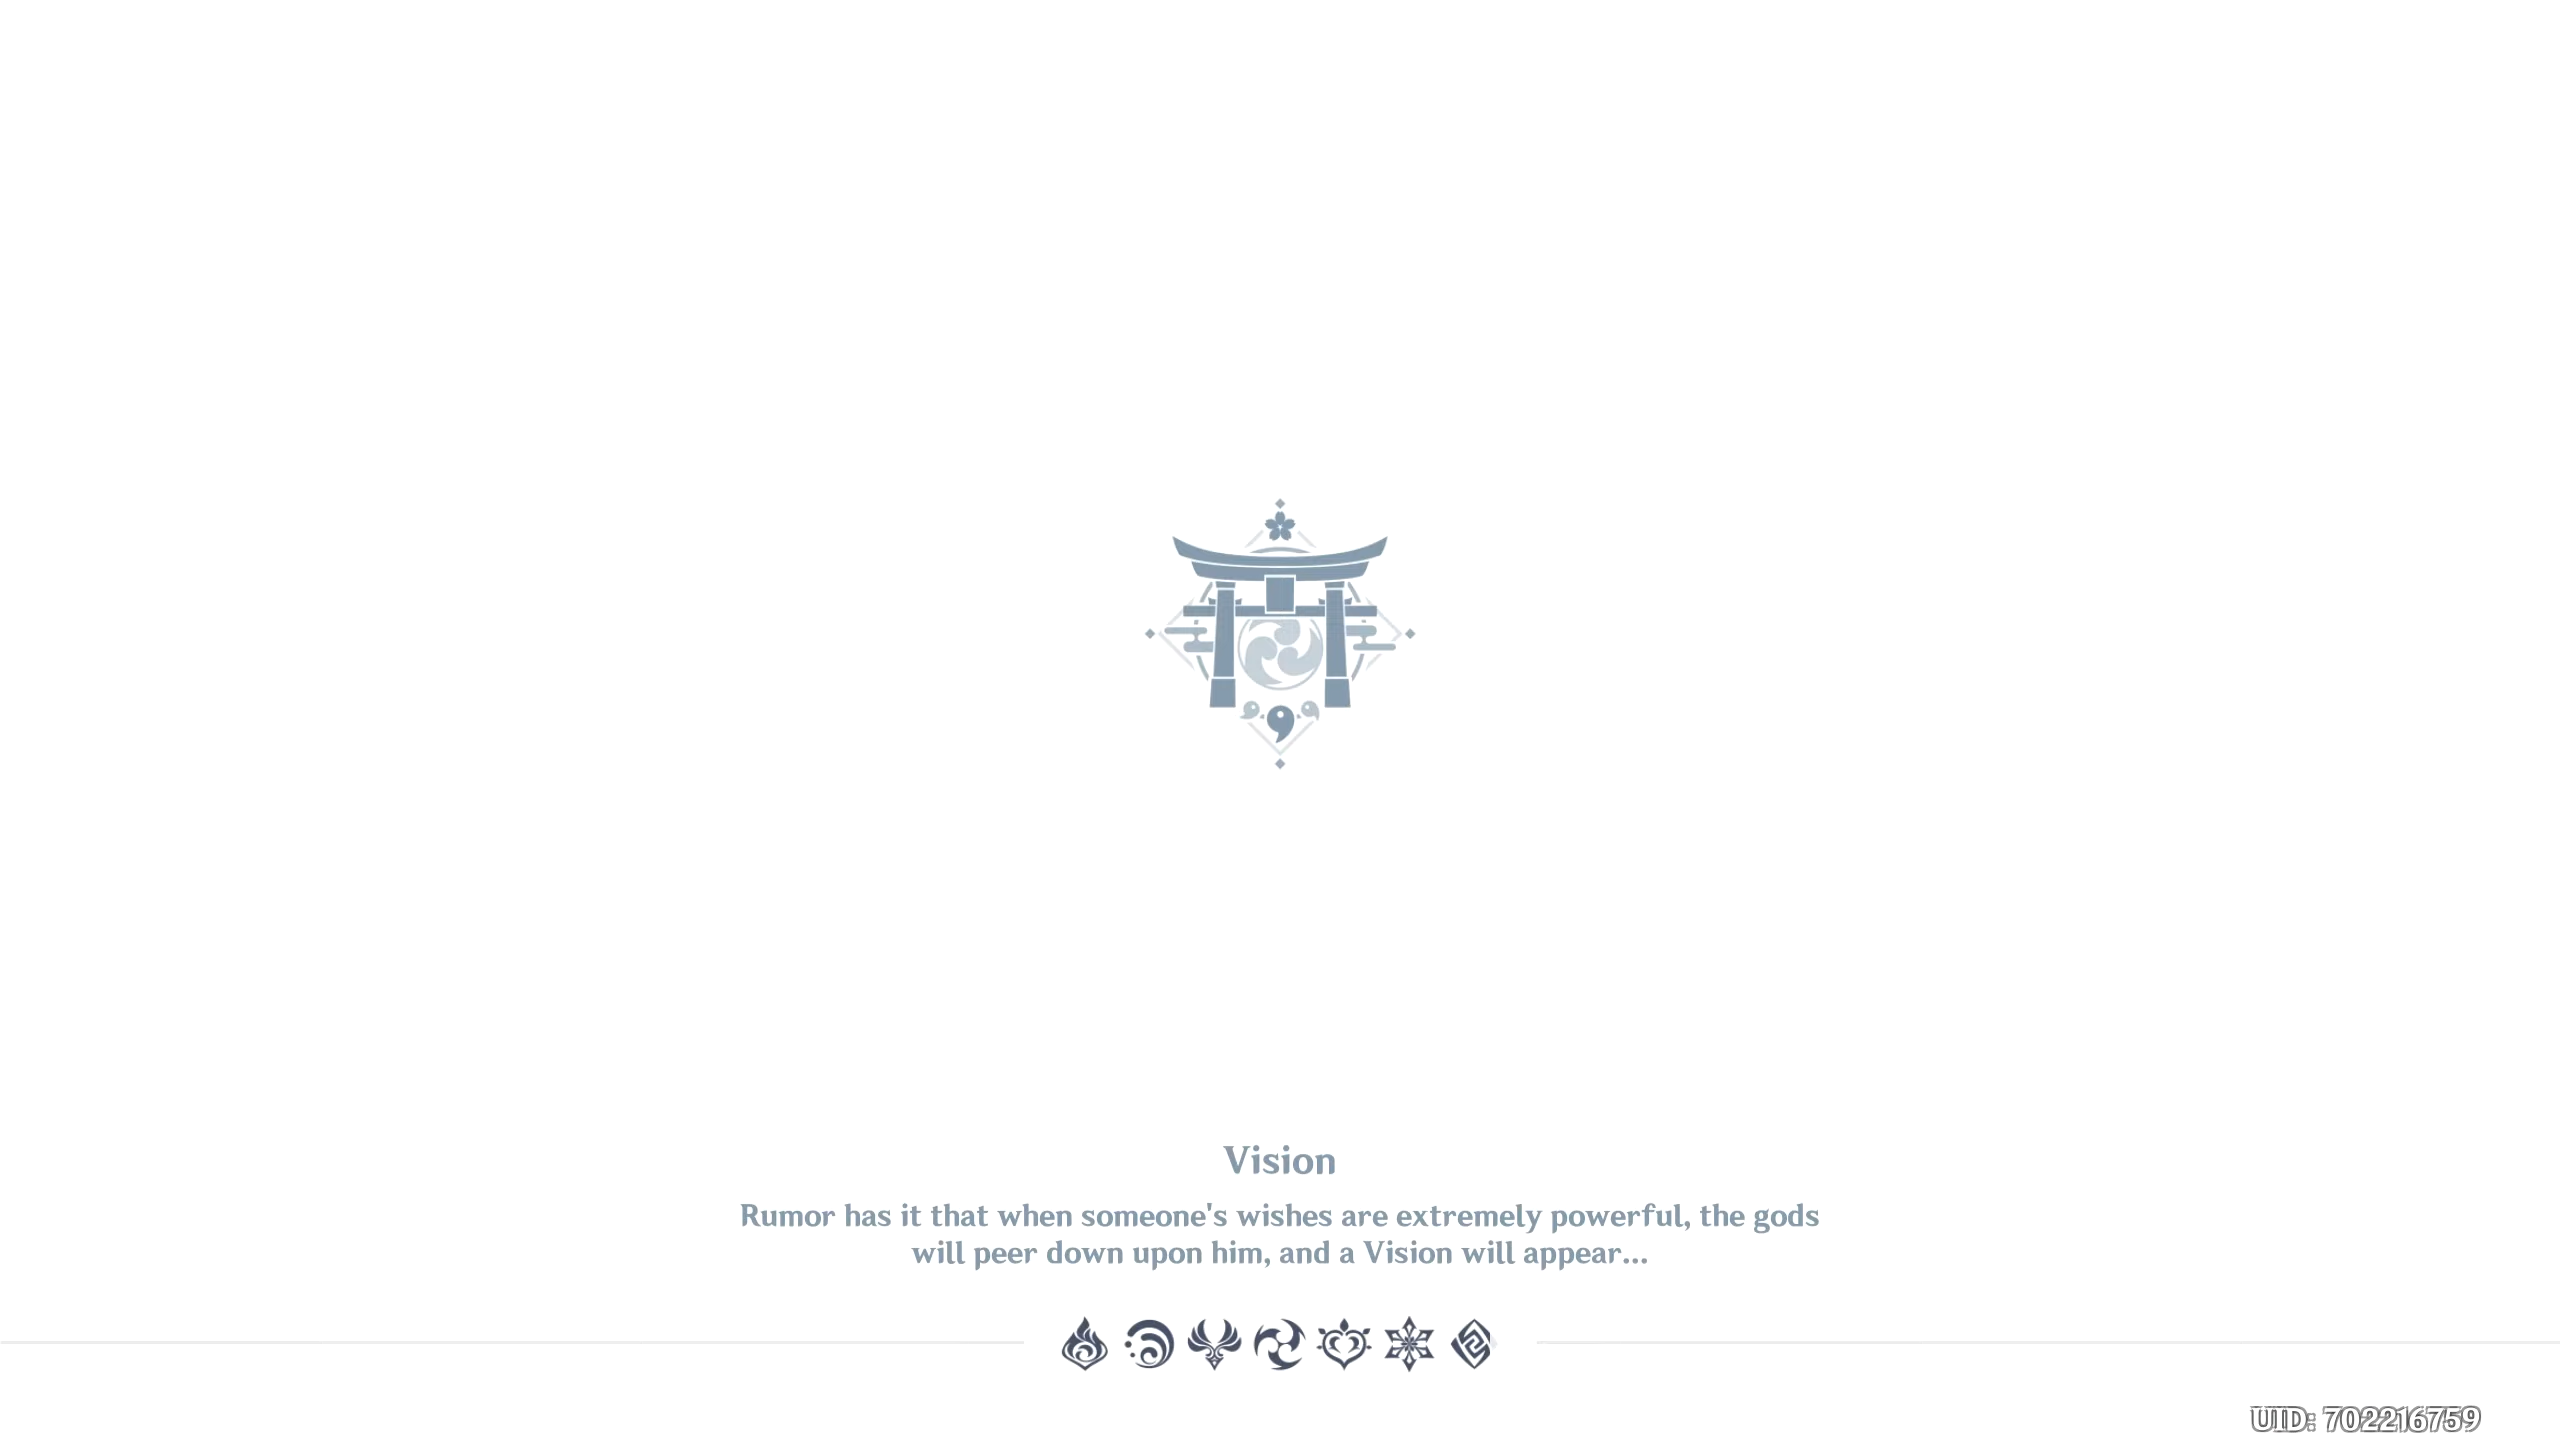 Vision
Rumor has it that when someone's wishes are extremely powerful, the gods
will peer down upon him, and a Vision will appear...
UID: 702216759